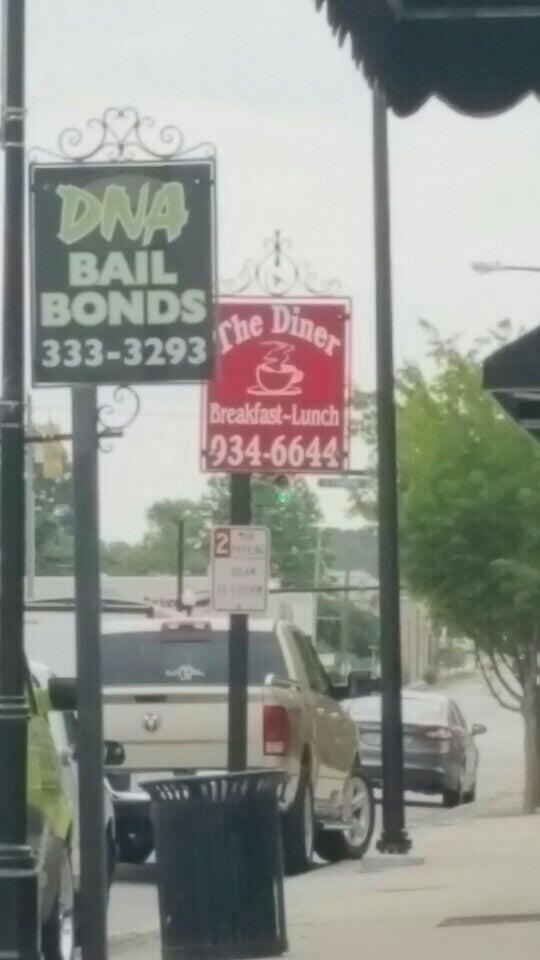 DNA
BAIL
BONDS
333-3293
The Diner
Breakfast~Lunch
934-6644
2